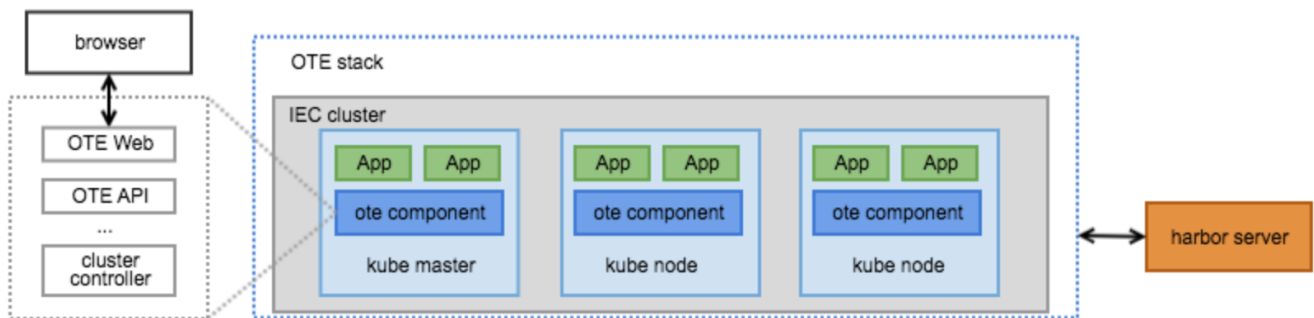 browser
OTE Web
OTE API
...
cluster
controller
OTE stack
IEC cluster
App App
ote component
kube master
App App
ote component
kube node
App App
ote component
kube node
harbor server